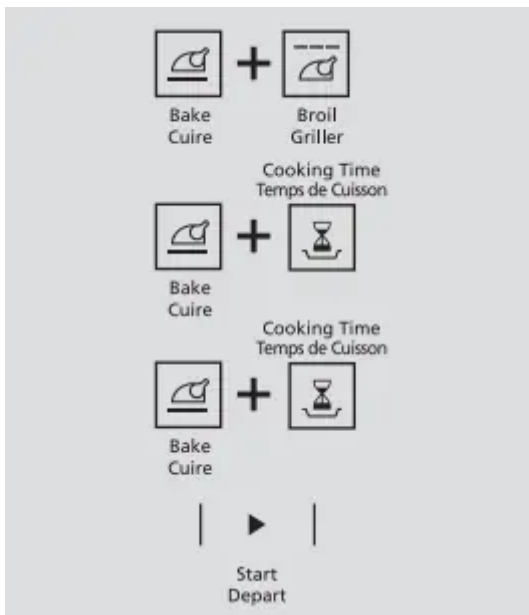 Bake
Cuire
Broil
Griller
Cooking Time
Temps de Cuisson
Bake
Cuire
Cooking Time
Temps de Cuisson
Bake
Cuire
Start
Depart